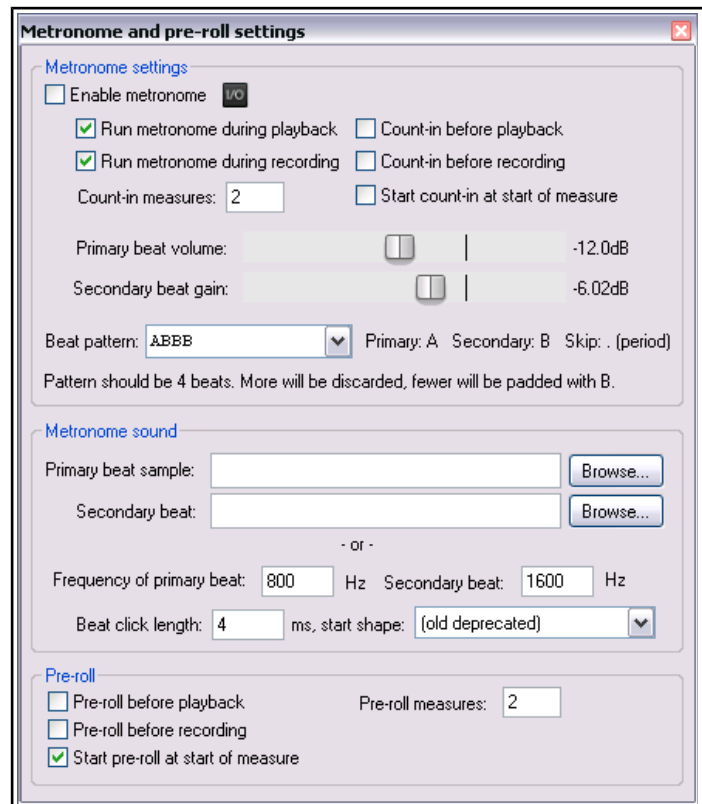 Metronome and pre-roll settings
Metronome settings
Enable metronome I/O
Run metronome during playback Count-in before playback
Run metronome during recording Count-in before recording
Count-in measures: 2 Start count-in at start of measure
Primary beat volume: -12.0dB
Secondary beat gain: -6.02dB
Beat pattern: ABBB Primary: A Secondary: B Skip: . (period)
Pattern should be 4 beats. More will be discarded, fewer will be padded with B.
Metronome sound
Primary beat sample: Browse...
Secondary beat: Browse...
- or -
Frequency of primary beat: 800 Hz Secondary beat: 1600 Hz
Beat click length: 4 ms, start shape: (old deprecated)
Pre-roll
Pre-roll before playback Pre-roll measures: 2
Pre-roll before recording
Start pre-roll at start of measure